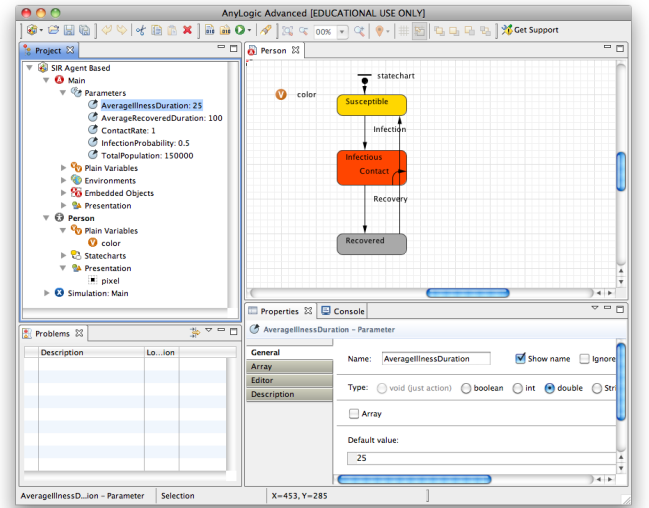 AnyLogic Advanced [EDUCATIONAL USE ONLY]
00%
Get Support
Project
Person
SIR Agent Based
Main
Parameters
AverageIllnessDuration: 25
AverageRecoveredDuration: 100
ContactRate: 1
InfectionProbability: 0.5
TotalPopulation: 150000
Plain Variables
Environments
Embedded Objects
Presentation
Person
Plain Variables
color
Statecharts
Presentation
pixel
Simulation: Main
statechart
color
Susceptible
Infection
Infectious
Contact
Recovery
Recovered
Problems
Description Lo...ion
Properties Console
AverageIllnessDuration – Parameter
General
Array
Editor
Description
Name: AverageIllnessDuration Show name Ignore
Type: void (just action) boolean int double Stri
Array
Default value:
25
AverageIllnessD...ion – Parameter Selection X=453, Y=285